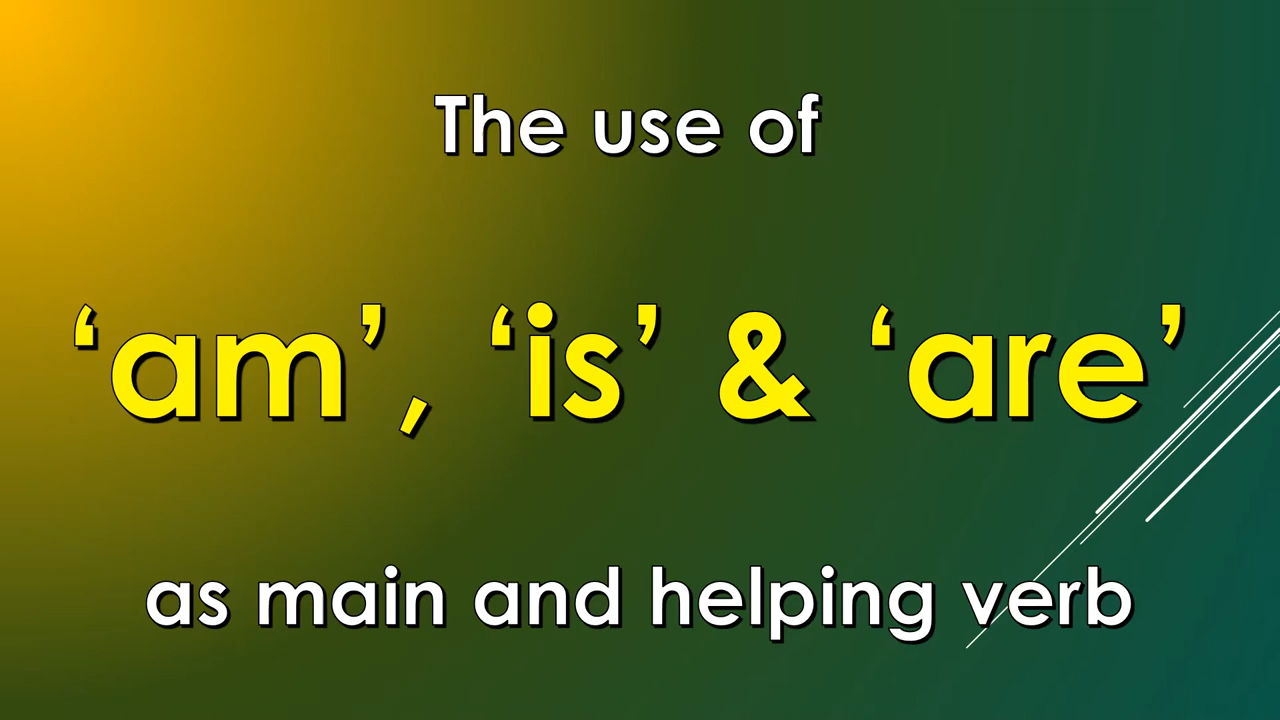 The use of
‘am’, ‘is’ & ‘are’
as main and helping verb